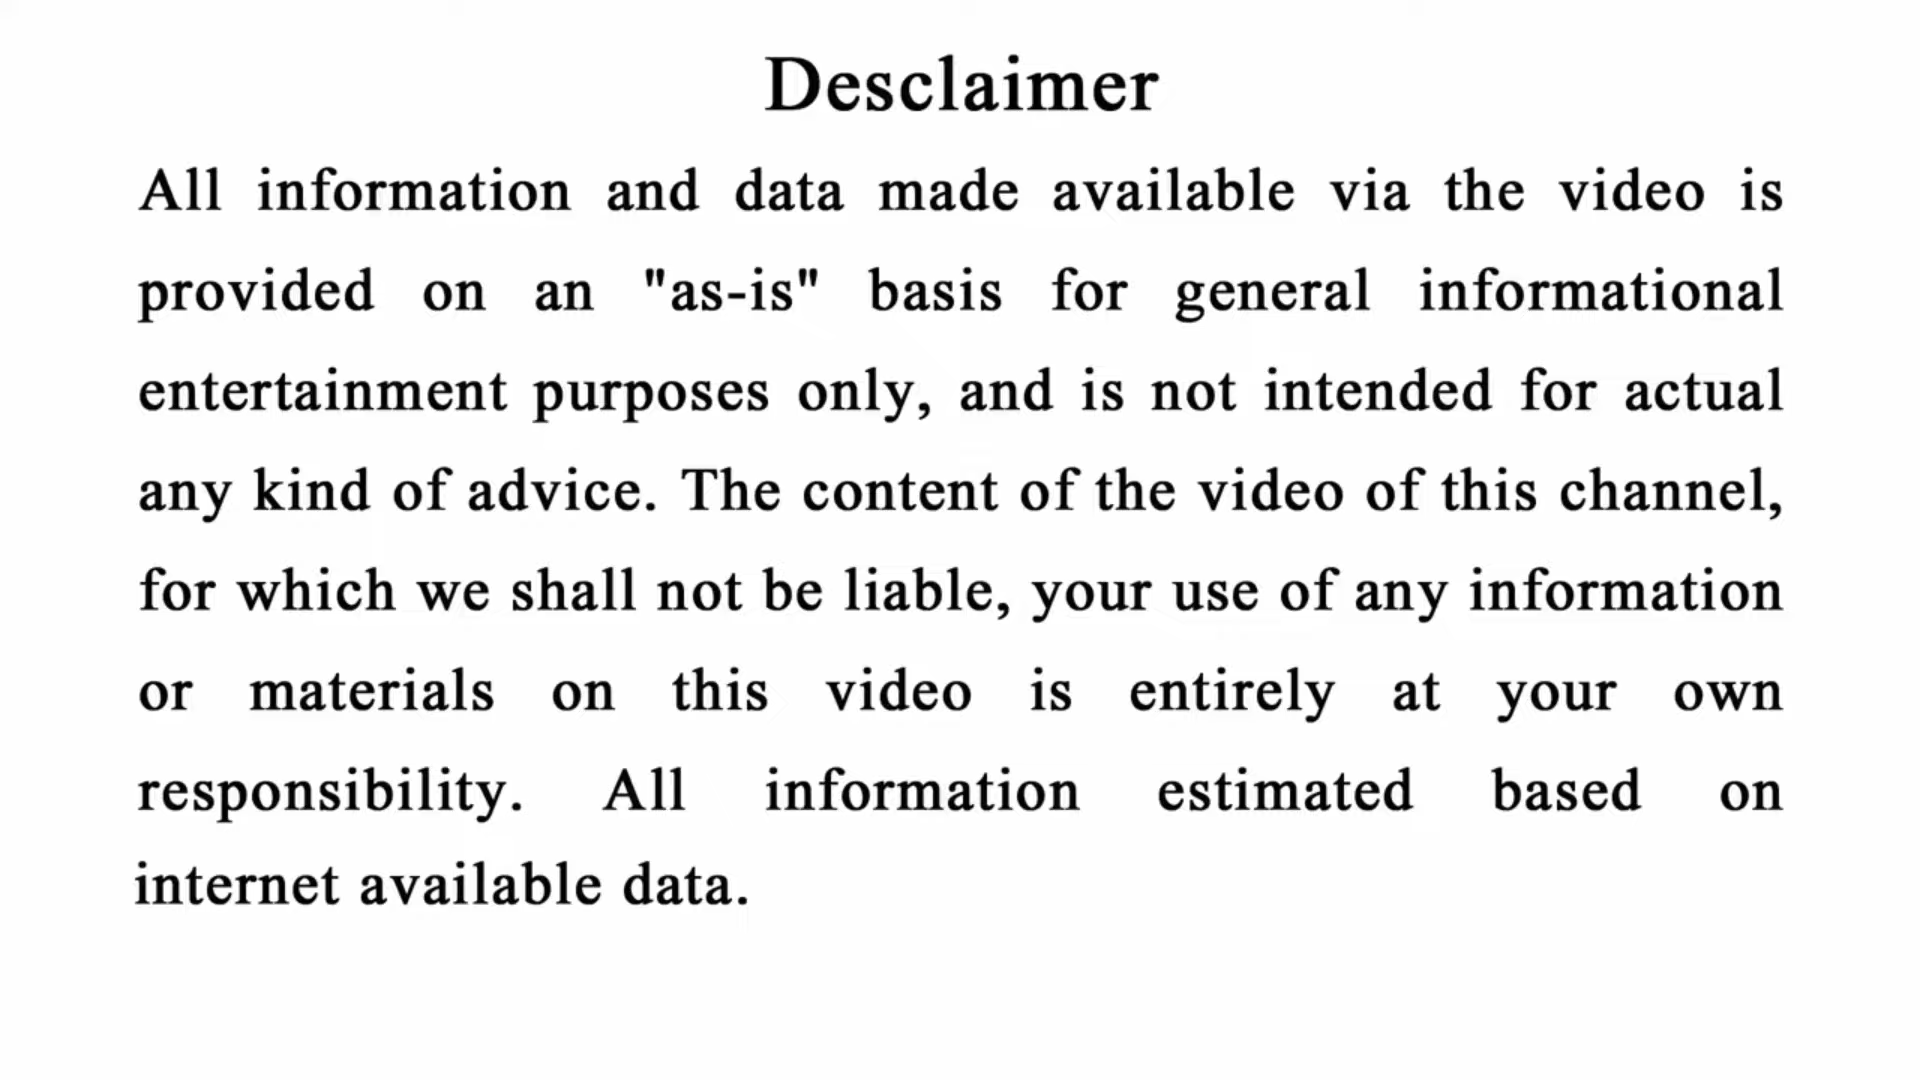 Desclaimer
All information and data made available via the video is
provided on an "as-is" basis for general informational
entertainment purposes only, and is not intended for actual
any kind of advice. The content of the video of this channel,
for which we shall not be liable, your use of any information
or materials on this video is entirely at your own
responsibility. All information estimated based on
internet available data.